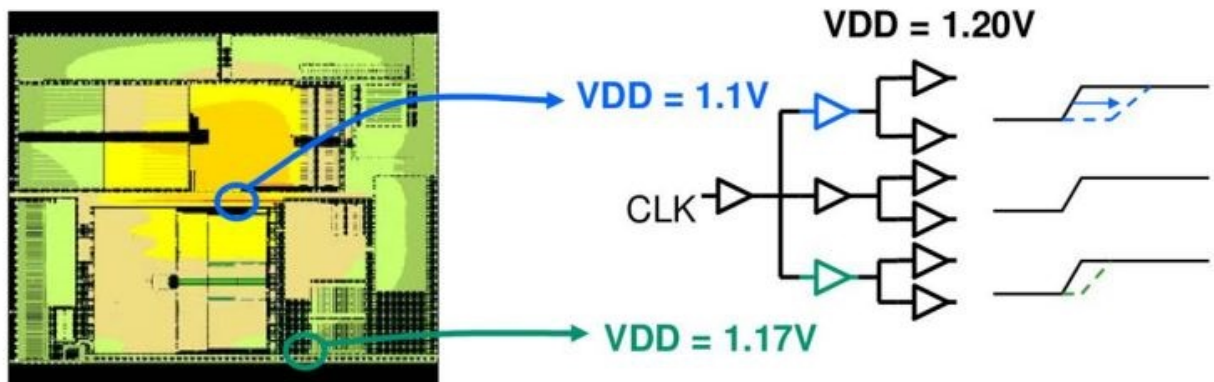 VDD = 1.20V
VDD = 1.1V
CLK
VDD = 1.17V